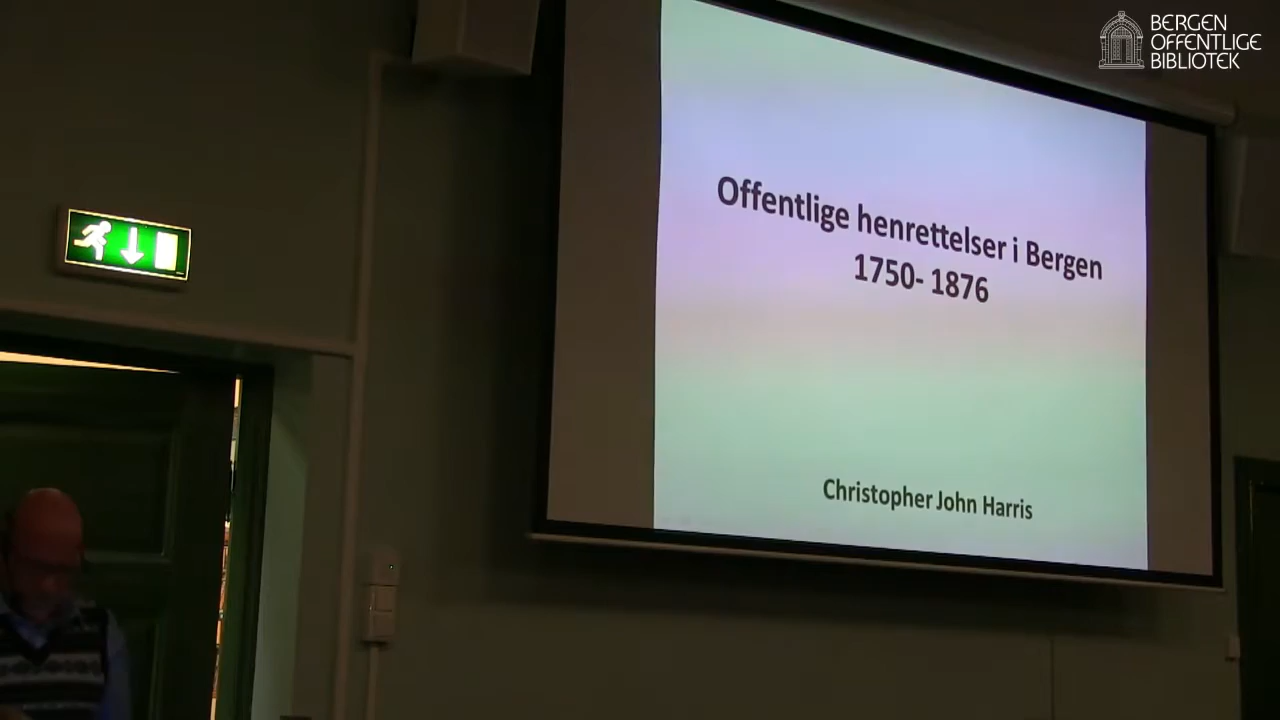 BERGEN
OFFENTLIGE
BIBLIOTEK
Offentlige henrettelser i Bergen
1750- 1876
Christopher John Harris